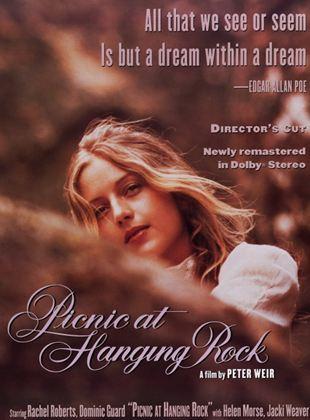 All that we see or seem
Is but a dream within a dream
—EDGAR ALLAN POE
DIRECTOR'S CUT
Newly remastered
in Dolby® Stereo
Picnic at
Hanging Rock
A film by PETER WEIR
Starring Rachel Roberts, Dominic Guard "PICNIC AT HANGING ROCK" with Helen Morse, Jacki Weaver